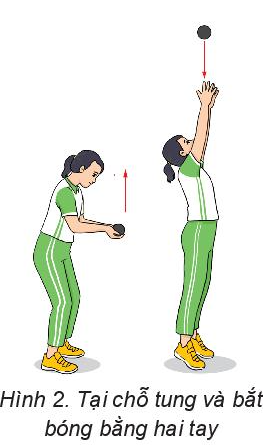 Hình 2. Tại chỗ tung và bắt
bóng bằng hai tay